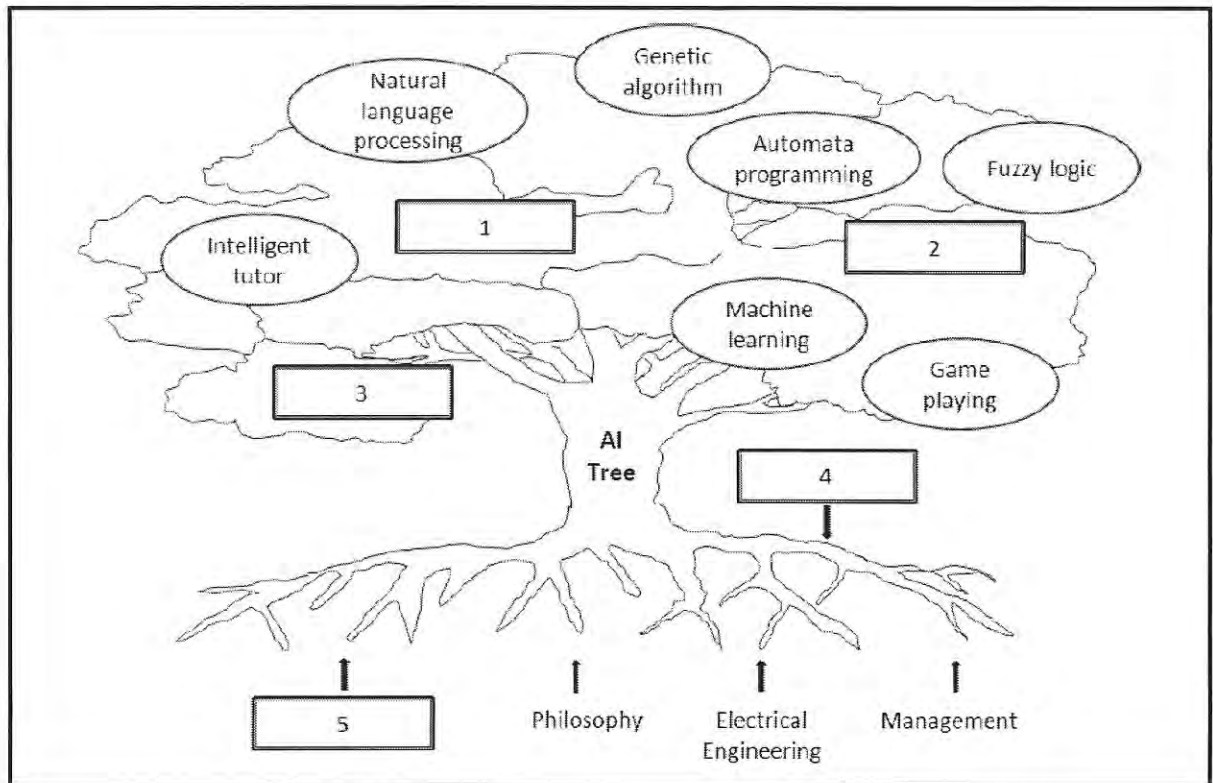 Genetic
algorithm
Natural
language
processing
Automata
programming
Fuzzy logic
1
2
Intelligent
tutor
Machine
learning
3
Game
playing
AI
Tree
4
5
Philosophy
Electrical
Engineering
Management